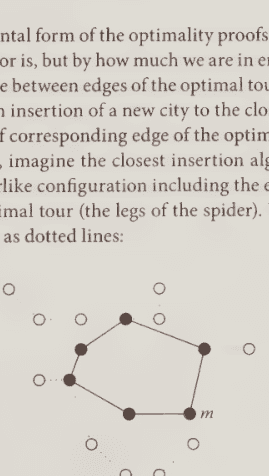 ntal form of the optimality proofs
or is, but by how much we are in er
e between edges of the optimal tou
n insertion of a new city to the clo
f corresponding edge of the optim
, imagine the closest insertion alg
rlike configuration including the e
imal tour (the legs of the spider).
as dotted lines:
m